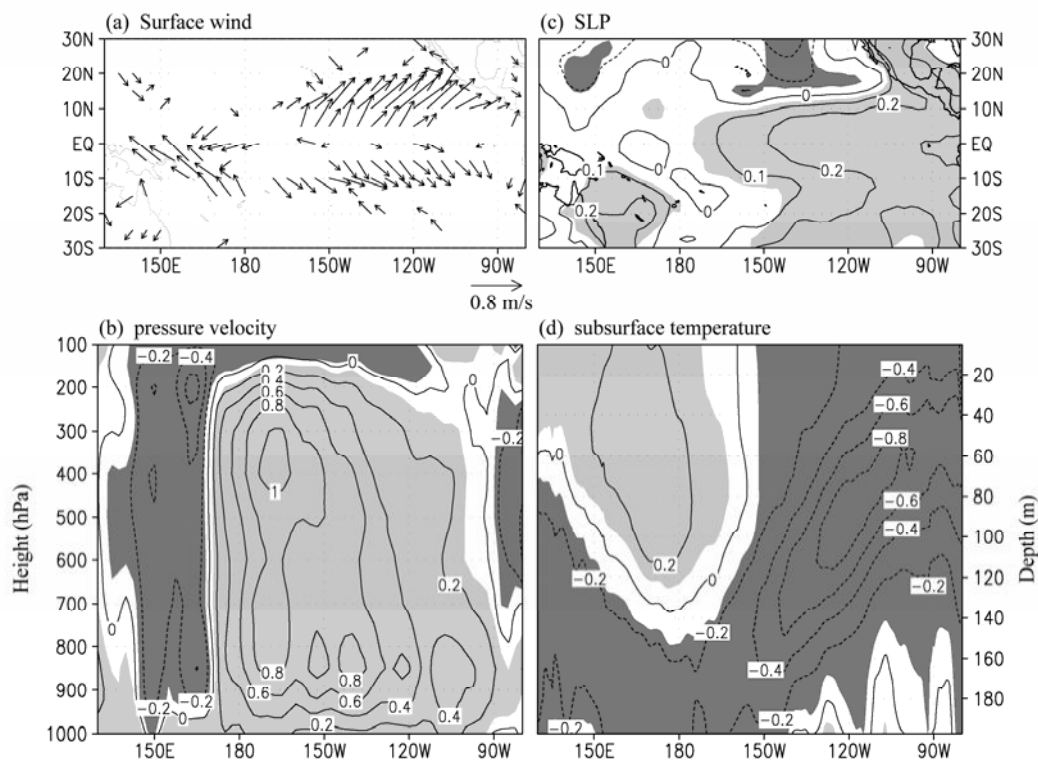 (a) Surface wind
30N
20N
10N
EQ
10S
20S
30S
150E 180 150W 120W 90W
0.8 m/s
(c) SLP
0 0 0.2 0 0.1 0.1 0.2 0.2 0
30N
20N
10N
EQ
10S
20S
30S
150E 180 150W 120W 90W
(b) pressure velocity
Height (hPa)
100
200
300
400
500
600
700
800
900
1000
−0.2 −0.4 0.2 0.4 0.6 0.8 0 0 −0.2
1
0.2
0
0.8 0.8
0.6 0.6 0.4 0.4
−0.2 −0.2 0 0.2
150E 180 150W 120W 90W
(d) subsurface temperature
−0.4
−0.6
0 −0.8
−0.6
−0.4
0.2
−0.2 0 −0.2
−0.2
−0.4
−0.2 −0.2
20
40
60
80
100
120
140
160
180
Depth (m)
150E 180 150W 120W 90W